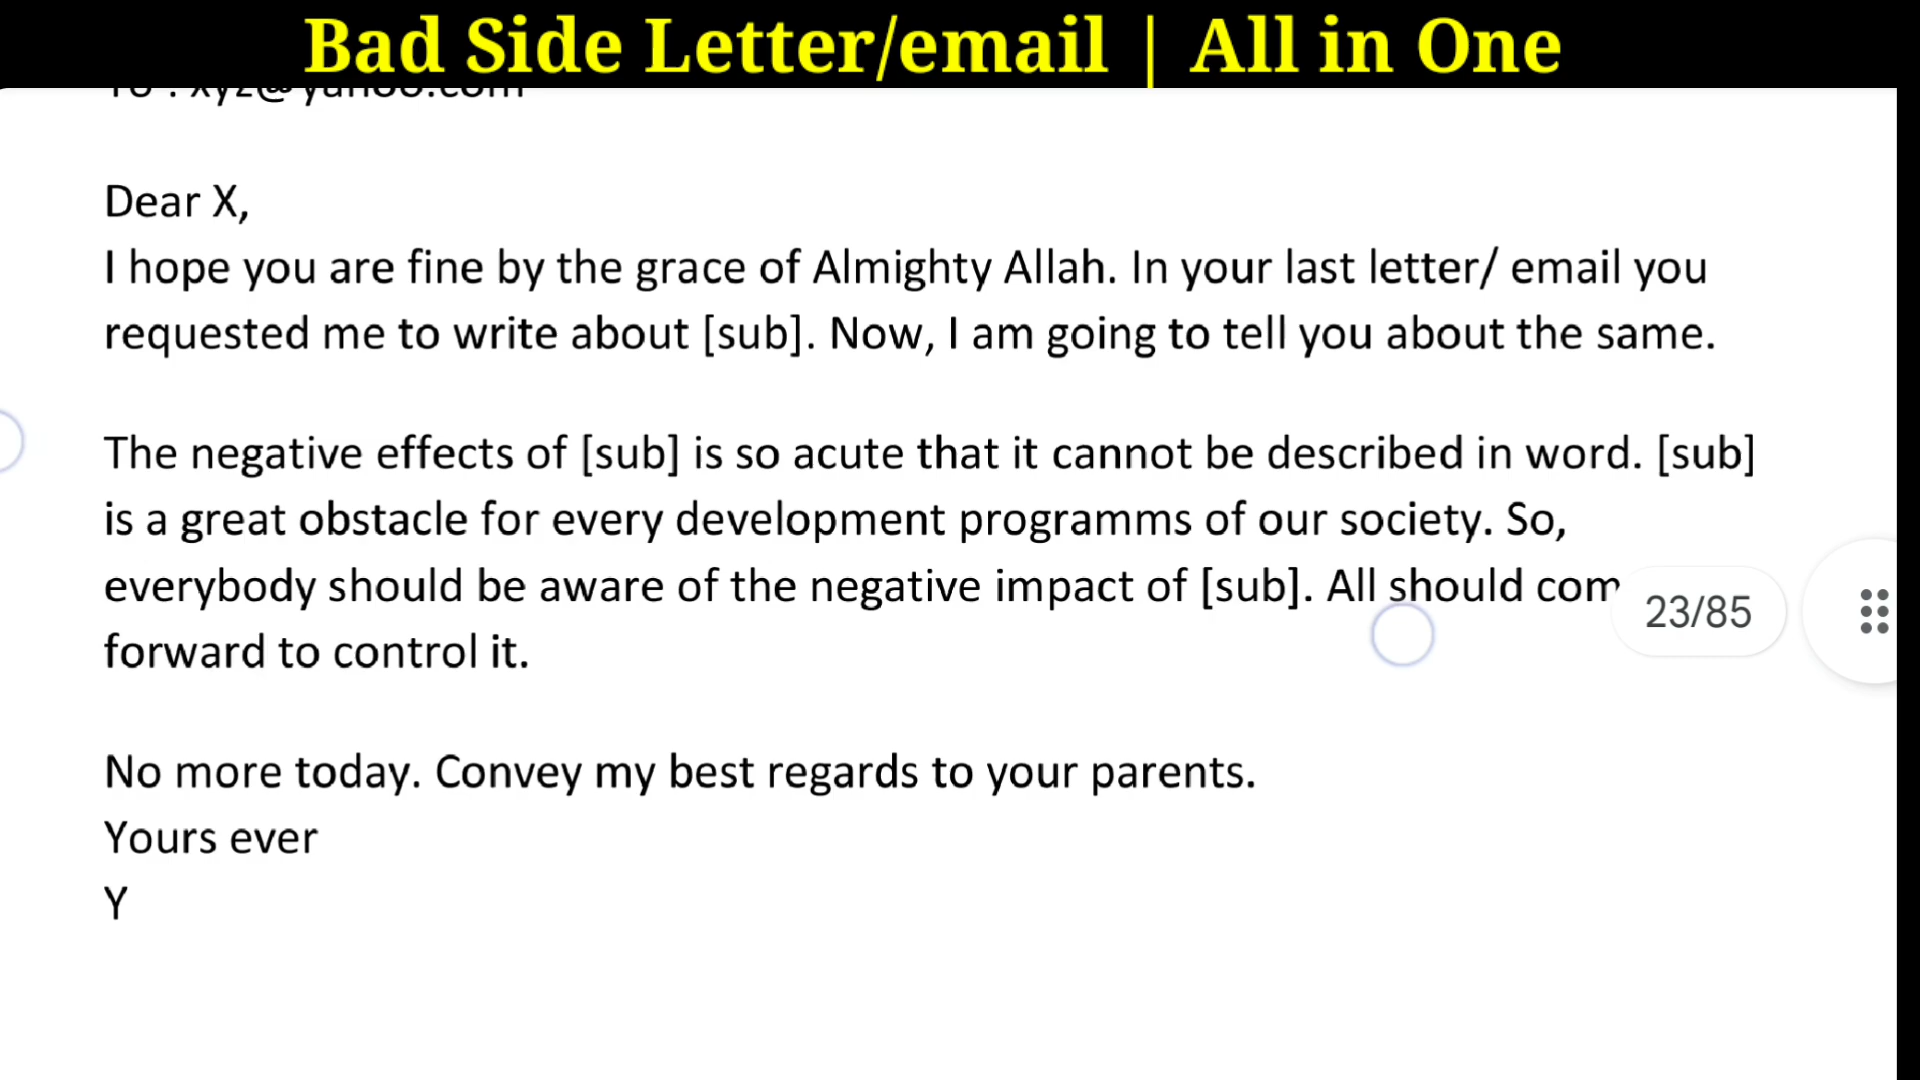 Bad Side Letter/email | All in One
To : xyz@yahoo.com
Dear X,
I hope you are fine by the grace of Almighty Allah. In your last letter/ email you
requested me to write about [sub]. Now, I am going to tell you about the same.
The negative effects of [sub] is so acute that it cannot be described in word. [sub]
is a great obstacle for every development programms of our society. So,
everybody should be aware of the negative impact of [sub]. All should com
23/85
forward to control it.
No more today. Convey my best regards to your parents.
Yours ever
Y